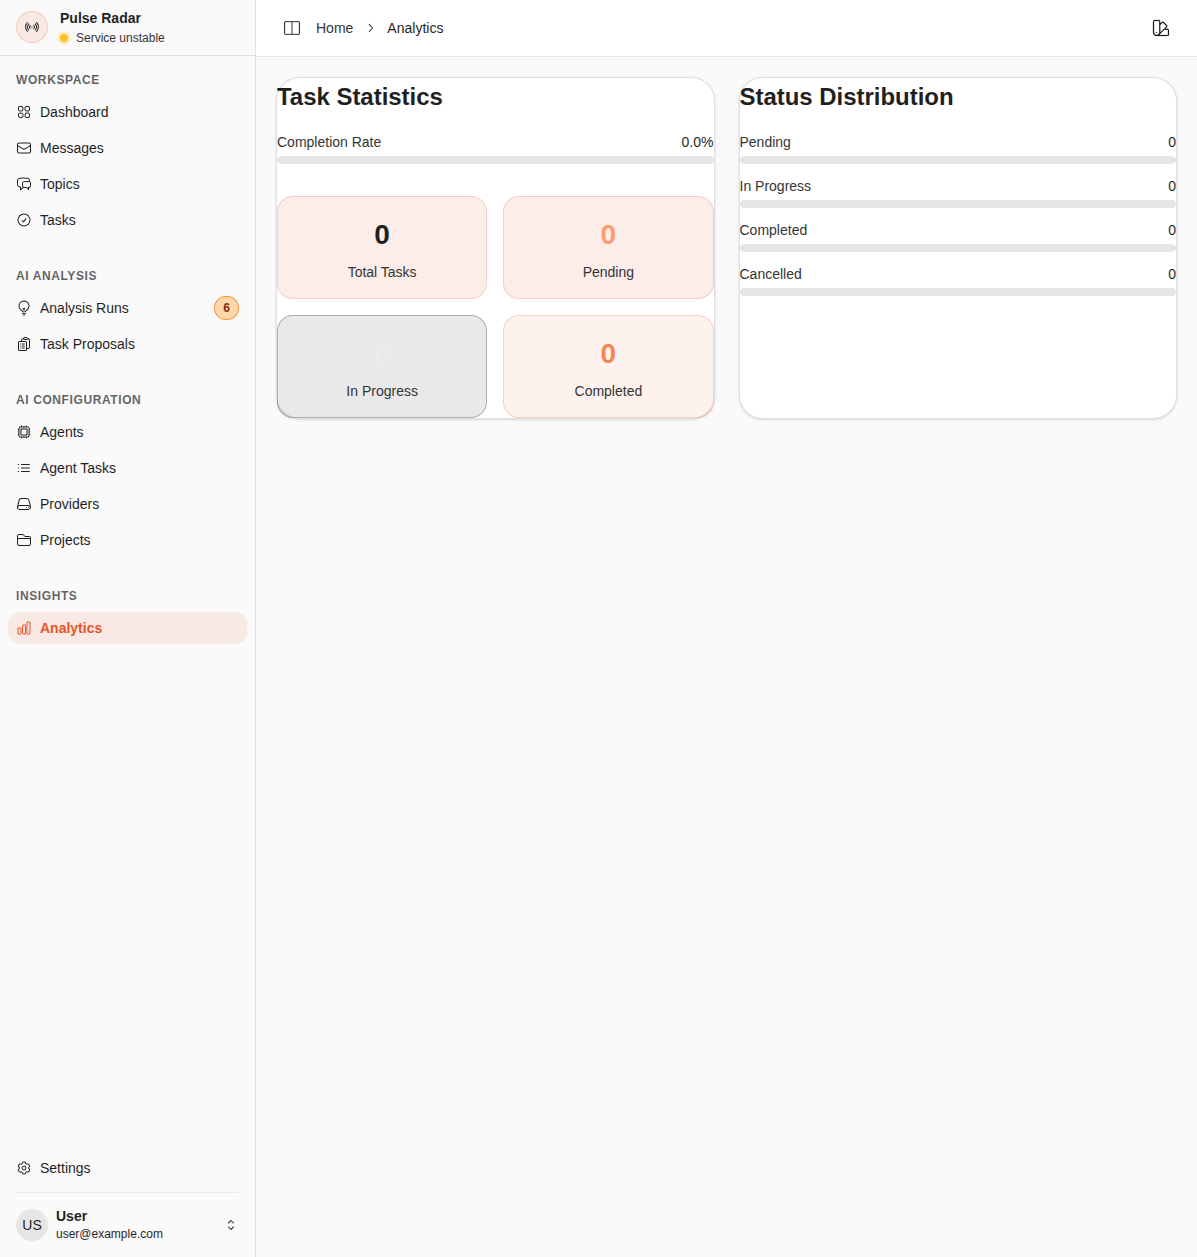 Pulse Radar
Service unstable
WORKSPACE
Dashboard
Messages
Topics
Tasks
AI ANALYSIS
Analysis Runs 6
Task Proposals
AI CONFIGURATION
Agents
Agent Tasks
Providers
Projects
INSIGHTS
Analytics
Settings
US
User
user@example.com
Home > Analytics
Task Statistics
Completion Rate 0.0%
0
Total Tasks
0
Pending
0
In Progress
0
Completed
Status Distribution
Pending 0
In Progress 0
Completed 0
Cancelled 0